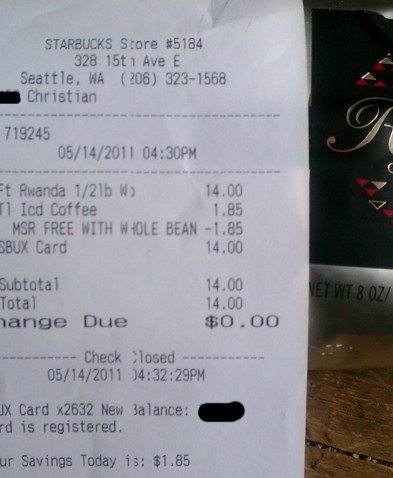 STARBUCKS Store #5184
328 15th Ave E
Seattle, WA (206) 323-1568
Christian
719245
05/14/2011 04:30PM
Ft Rwanda 1/2lb Wb 14.00
Tl Icd Coffee 1.85
MSR FREE WITH WHOLE BEAN -1.85
SBUX Card 14.00
Subtotal 14.00
Total 14.00
hange Due $0.00
Check Closed
05/14/2011 04:32:29PM
UX Card x2632 New Balance:
rd is registered.
ur Savings Today is: $1.85
NET WT 8 OZ/